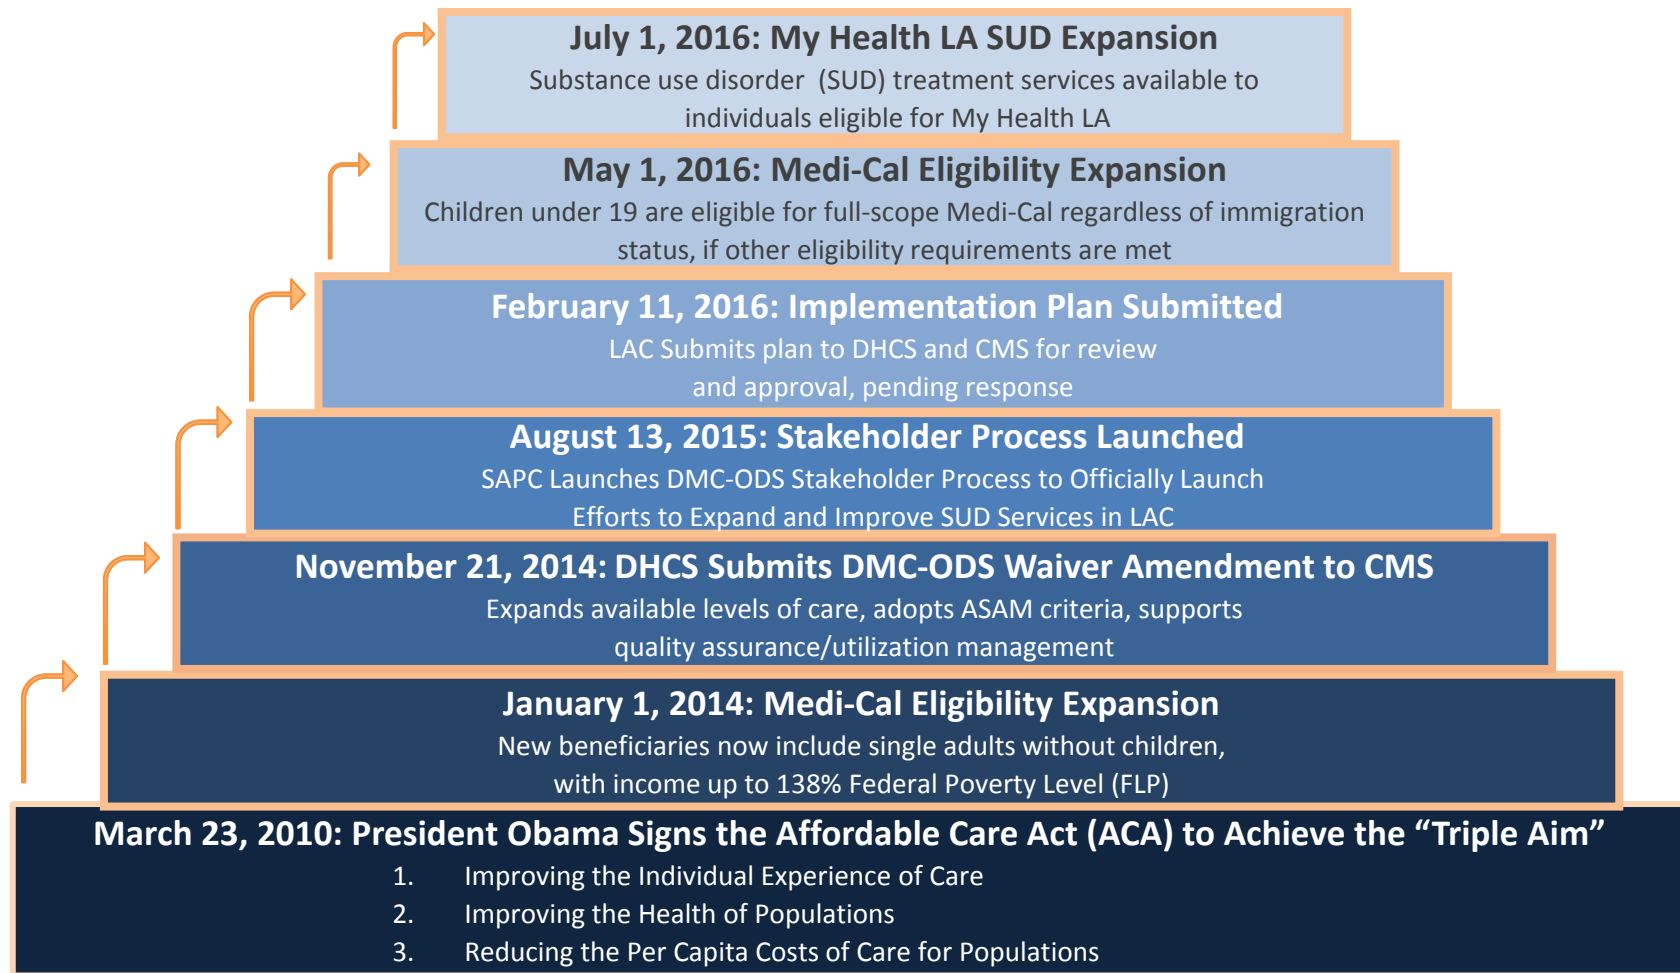 July 1, 2016: My Health LA SUD Expansion
Substance use disorder (SUD) treatment services available to
individuals eligible for My Health LA
May 1, 2016: Medi-Cal Eligibility Expansion
Children under 19 are eligible for full-scope Medi-Cal regardless of immigration
status, if other eligibility requirements are met
February 11, 2016: Implementation Plan Submitted
LAC Submits plan to DHCS and CMS for review
and approval, pending response
August 13, 2015: Stakeholder Process Launched
SAPC Launches DMC-ODS Stakeholder Process to Officially Launch
Efforts to Expand and Improve SUD Services in LAC
November 21, 2014: DHCS Submits DMC-ODS Waiver Amendment to CMS
Expands available levels of care, adopts ASAM criteria, supports
quality assurance/utilization management
January 1, 2014: Medi-Cal Eligibility Expansion
New beneficiaries now include single adults without children,
with income up to 138% Federal Poverty Level (FLP)
March 23, 2010: President Obama Signs the Affordable Care Act (ACA) to Achieve the “Triple Aim”
1. Improving the Individual Experience of Care
2. Improving the Health of Populations
3. Reducing the Per Capita Costs of Care for Populations